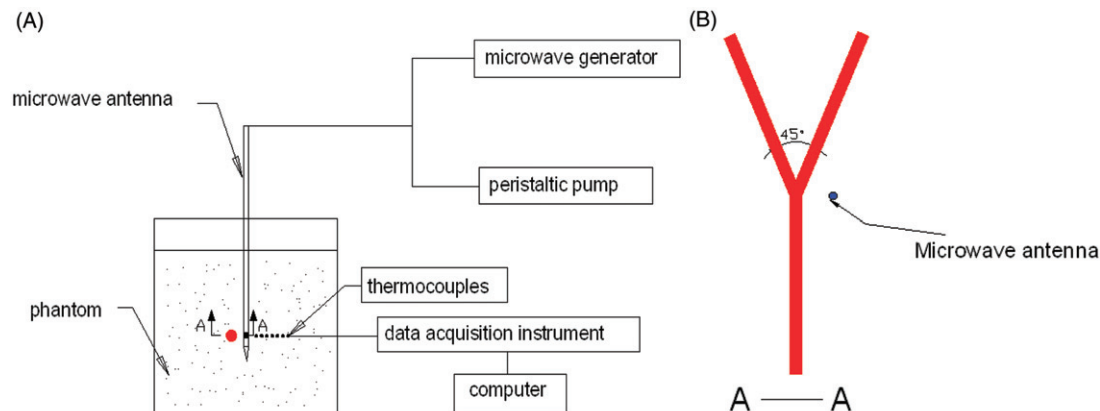 (A)
microwave generator
microwave antenna
peristaltic pump
thermocouples
phantom
A A
data acquisition instrument
computer
(B)
45°
Microwave antenna
A — A